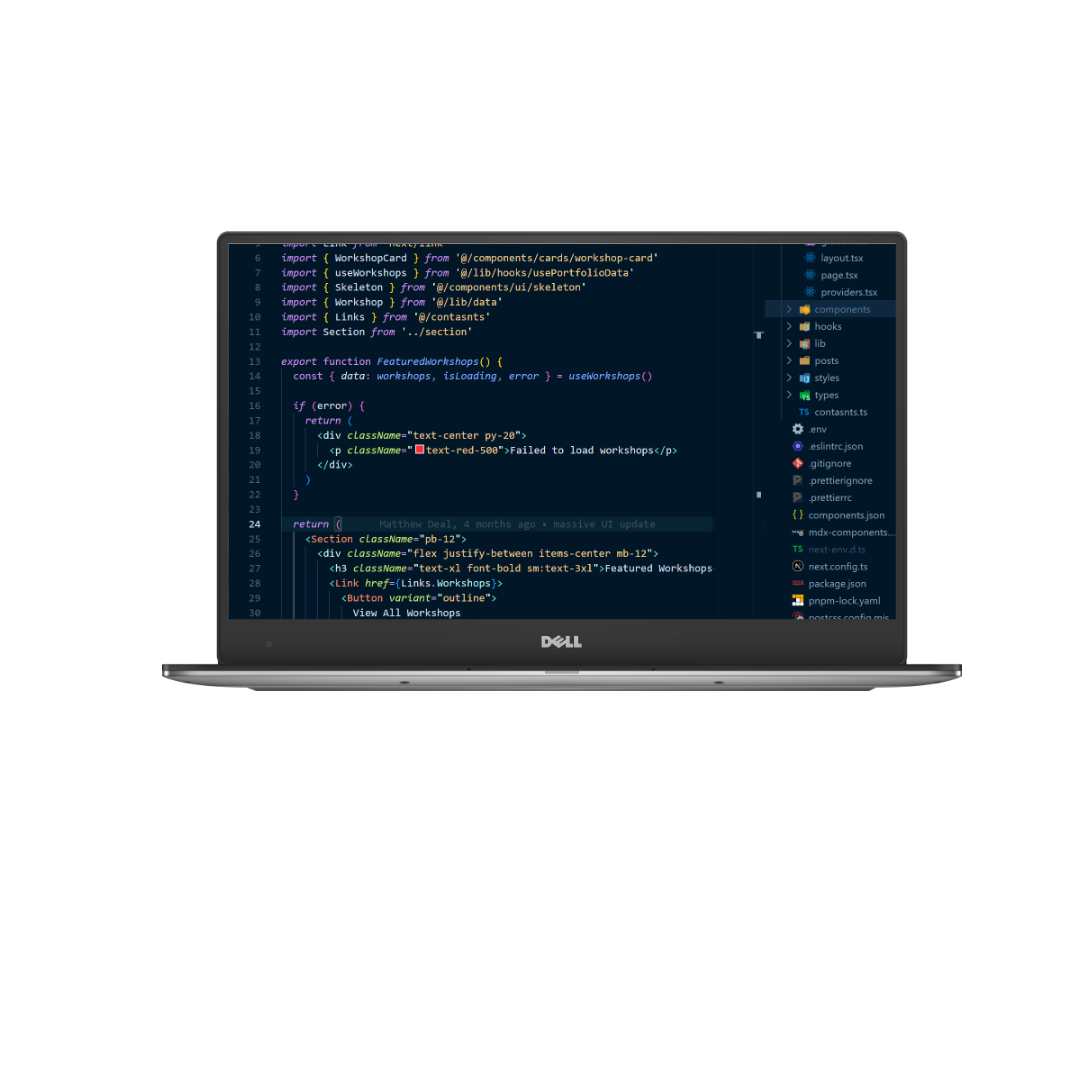 import Link from 'next/link'
6 import { WorkshopCard } from '@/components/cards/workshop-card'
7 import { useWorkshops } from '@/lib/hooks/usePortfolioData'
8 import { Skeleton } from '@/components/ui/skeleton'
9 import { Workshop } from '@/lib/data'
10 import { Links } from '@/contasnts'
11 import Section from '../section'
12
13 export function FeaturedWorkshops() {
14 const { data: workshops, isLoading, error } = useWorkshops()
15
16 if (error) {
17 return (
18 <div className="text-center py-20">
19 <p className="text-red-500">Failed to load workshops</p>
20 </div>
21 )
22 }
23
24 return ( Matthew Deal, 4 months ago • massive UI update
25 <Section className="pb-12">
26 <div className="flex justify-between items-center mb-12">
27 <h3 className="text-xl font-bold sm:text-3xl">Featured Workshops
28 <Link href={Links.Workshops}>
29 <Button variant="outline">
30 View All Workshops
layout.tsx
page.tsx
providers.tsx
components
hooks
lib
posts
styles
types
TS contasnts.ts
.env
.eslintrc.json
.gitignore
.prettierignore
.prettierrc
{ } components.json
mdx-components...
TS next-env.d.ts
N next.config.ts
package.json
pnpm-lock.yaml
postcss.config.mjs
DELL